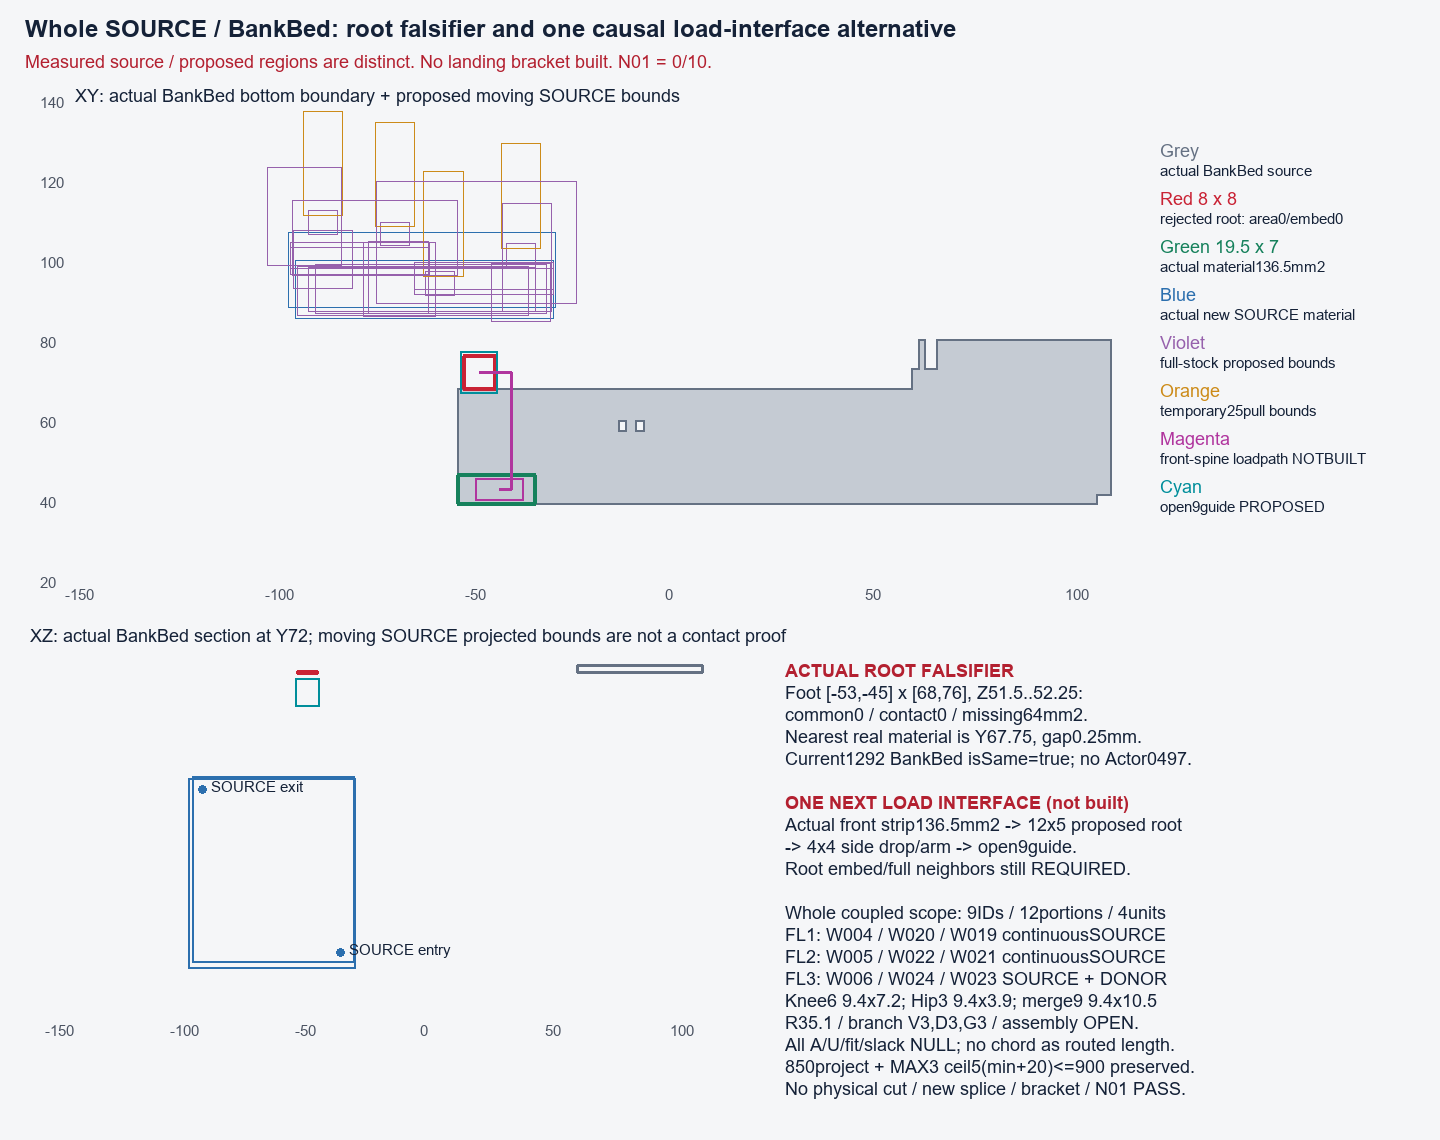 Whole SOURCE / BankBed: root falsifier and one causal load-interface alternative
Measured source / proposed regions are distinct. No landing bracket built. N01 = 0/10.
XY: actual BankBed bottom boundary + proposed moving SOURCE bounds
140
120
100
80
60
40
20
-150
-100
-50
0
50
100
Grey
actual BankBed source
Red 8 x 8
rejected root: area0/embed0
Green 19.5 x 7
actual material136.5mm2
Blue
actual new SOURCE material
Violet
full-stock proposed bounds
Orange
temporary25pull bounds
Magenta
front-spine loadpath NOTBUILT
Cyan
open9guide PROPOSED
XZ: actual BankBed section at Y72; moving SOURCE projected bounds are not a contact proof
SOURCE exit
SOURCE entry
-150
-100
-50
0
50
100
ACTUAL ROOT FALSIFIER
Foot [-53,-45] x [68,76], Z51.5..52.25:
common0 / contact0 / missing64mm2.
Nearest real material is Y67.75, gap0.25mm.
Current1292 BankBed isSame=true; no Actor0497.
ONE NEXT LOAD INTERFACE (not built)
Actual front strip136.5mm2 -> 12x5 proposed root
-> 4x4 side drop/arm -> open9guide.
Root embed/full neighbors still REQUIRED.
Whole coupled scope: 9IDs / 12portions / 4units
FL1: W004 / W020 / W019 continuousSOURCE
FL2: W005 / W022 / W021 continuousSOURCE
FL3: W006 / W024 / W023 SOURCE + DONOR
Knee6 9.4x7.2; Hip3 9.4x3.9; merge9 9.4x10.5
R35.1 / branch V3,D3,G3 / assembly OPEN.
All A/U/fit/slack NULL; no chord as routed length.
850project + MAX3 ceil5(min+20)<=900 preserved.
No physical cut / new splice / bracket / N01 PASS.